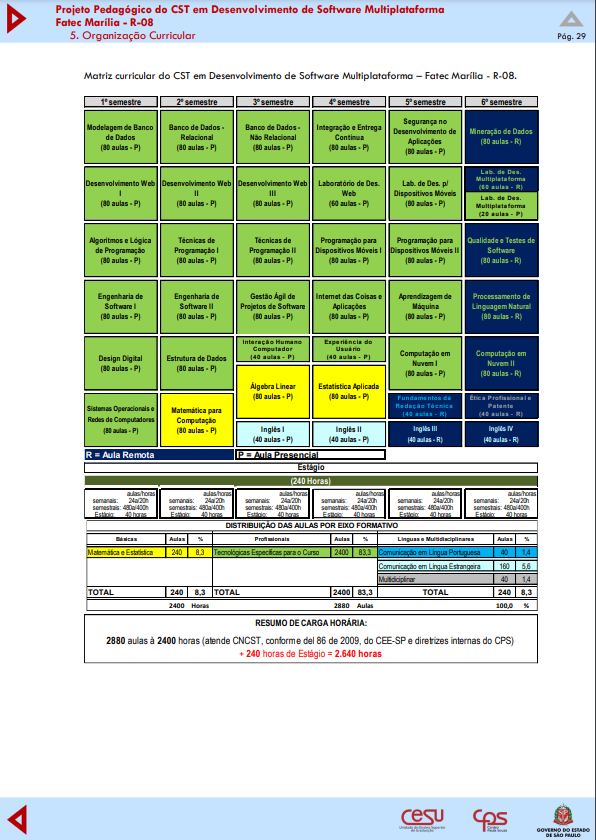 Projeto Pedagógico do CST em Desenvolvimento de Software Multiplataforma
Fatec Marília - R-08
5. Organização Curricular
Pág. 29
Matriz curricular do CST em Desenvolvimento de Software Multiplataforma – Fatec Marília - R-08.
1º semestre 2º semestre 3º semestre 4º semestre 5º semestre 6º semestre
Modelagem de Banco de Dados (80 aulas - P)
Banco de Dados - Relacional (80 aulas - P)
Banco de Dados - Não Relacional (80 aulas - P)
Integração e Entrega Contínua (80 aulas - P)
Segurança no Desenvolvimento de Aplicações (80 aulas - P)
Mineração de Dados (80 aulas - R)
Desenvolvimento Web I (80 aulas - P)
Desenvolvimento Web II (80 aulas - P)
Desenvolvimento Web III (80 aulas - P)
Laboratório de Des. Web (60 aulas - P)
Lab. de Des. p/ Dispositivos Móveis (80 aulas - P)
Lab. de Des. Multiplataforma (60 aulas - R)
Lab. de Des. Multiplataforma (20 aulas - P)
Algoritmos e Lógica de Programação (80 aulas - P)
Técnicas de Programação I (80 aulas - P)
Técnicas de Programação II (80 aulas - P)
Programação para Dispositivos Móveis I (80 aulas - P)
Programação para Dispositivos Móveis II (80 aulas - P)
Qualidade e Testes de Software (80 aulas - R)
Engenharia de Software I (80 aulas - P)
Engenharia de Software II (80 aulas - P)
Gestão Ágil de Projetos de Software (80 aulas - P)
Internet das Coisas e Aplicações (80 aulas - P)
Aprendizagem de Máquina (80 aulas - P)
Processamento de Linguagem Natural (80 aulas - R)
Design Digital (80 aulas - P)
Estrutura de Dados (80 aulas - P)
Interação Humano Computador (40 aulas - P)
Experiência do Usuário (40 aulas - P)
Computação em Nuvem I (80 aulas - P)
Computação em Nuvem II (80 aulas - R)
Álgebra Linear (80 aulas - P)
Estatística Aplicada (80 aulas - P)
Sistemas Operacionais e Redes de Computadores (80 aulas - P)
Matemática para Computação (80 aulas - P)
Fundamentos da Redação Técnica (40 aulas - R)
Ética Profissional e Patente (40 aulas - R)
Inglês I (40 aulas - P)
Inglês II (40 aulas - P)
Inglês III (40 aulas - R)
Inglês IV (40 aulas - R)
R = Aula Remota P = Aula Presencial
Estágio
(240 Horas)
aulas/horas aulas/horas aulas/horas aulas/horas aulas/horas aulas/horas
semanais: 24a/20h semanais: 24a/20h semanais: 24a/20h semanais: 24a/20h semanais: 24a/20h semanais: 24a/20h
semestrais: 480a/400h semestrais: 480a/400h semestrais: 480a/400h semestrais: 480a/400h semestrais: 480a/400h semestrais: 480a/400h
Estágio: 40 horas Estágio: 40 horas Estágio: 40 horas Estágio: 40 horas Estágio: 40 horas Estágio: 40 horas
DISTRIBUIÇÃO DAS AULAS POR EIXO FORMATIVO
Básicas Aulas % Profissionais Aulas % Línguas e Multidisciplinares Aulas %
Matemática e Estatística 240 8,3 Tecnológicas Específicas para o Curso 2400 83,3 Comunicação em Língua Portuguesa 40 1,4
Comunicação em Língua Estrangeira 160 5,6
Multidiciplinar 40 1,4
TOTAL 240 8,3 TOTAL 2400 83,3 TOTAL 240 8,3
2400 Horas 2880 Aulas 100,0 %
RESUMO DE CARGA HORÁRIA:
2880 aulas à 2400 horas (atende CNCST, conforme del 86 de 2009, do CEE-SP e diretrizes internas do CPS)
+ 240 horas de Estágio = 2.640 horas
CESU
Unidade do Ensino Superior de Graduação
cps
Centro Paula Souza
GOVERNO DO ESTADO
DE SÃO PAULO